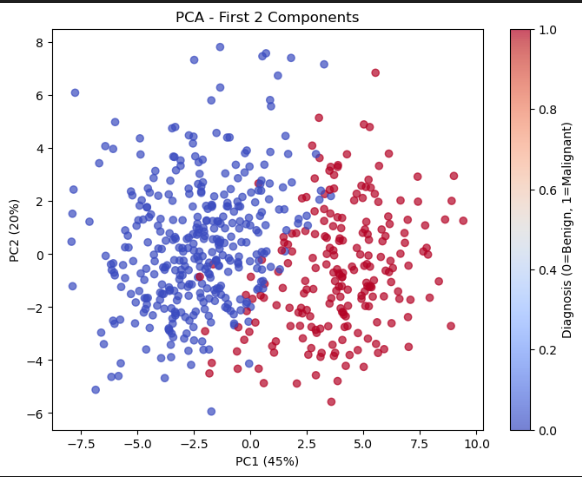 PCA - First 2 Components
8
6
4
2
0
−2
−4
−6
PC2 (20%)
−7.5 −5.0 −2.5 0.0 2.5 5.0 7.5 10.0
PC1 (45%)
1.0
0.8
0.6
0.4
0.2
0.0
Diagnosis (0=Benign, 1=Malignant)